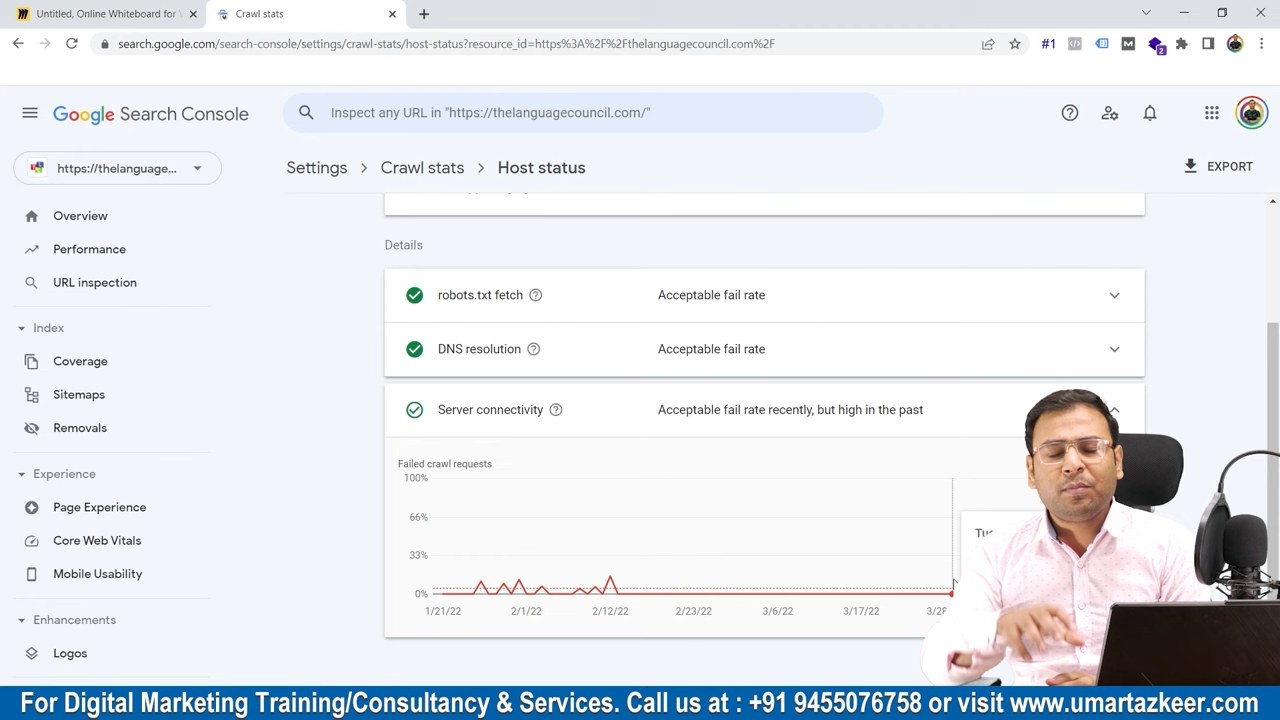 Untitled, Online Whiteboard for V
Crawl stats
search.google.com/search-console/settings/crawl-stats/host-status?resource_id=https%3A%2F%2Fthelanguagecouncil.com%2F
#1
2
Google Search Console
Inspect any URL in "https://thelanguagecouncil.com/"
https://thelanguage...
Settings > Crawl stats > Host status
EXPORT
Overview
Performance
URL inspection
Index
Coverage
Sitemaps
Removals
Experience
Page Experience
Core Web Vitals
Mobile Usability
Enhancements
Logos
Details
robots.txt fetch
Acceptable fail rate
DNS resolution
Acceptable fail rate
Server connectivity
Acceptable fail rate recently, but high in the past
Failed crawl requests
100%
66%
33%
0%
1/21/22 2/1/22 2/12/22 2/23/22 3/6/22 3/17/22
For Digital Marketing Training/Consultancy & Services. Call us at : +91 9455076758 or visit www.umartazkeer.com